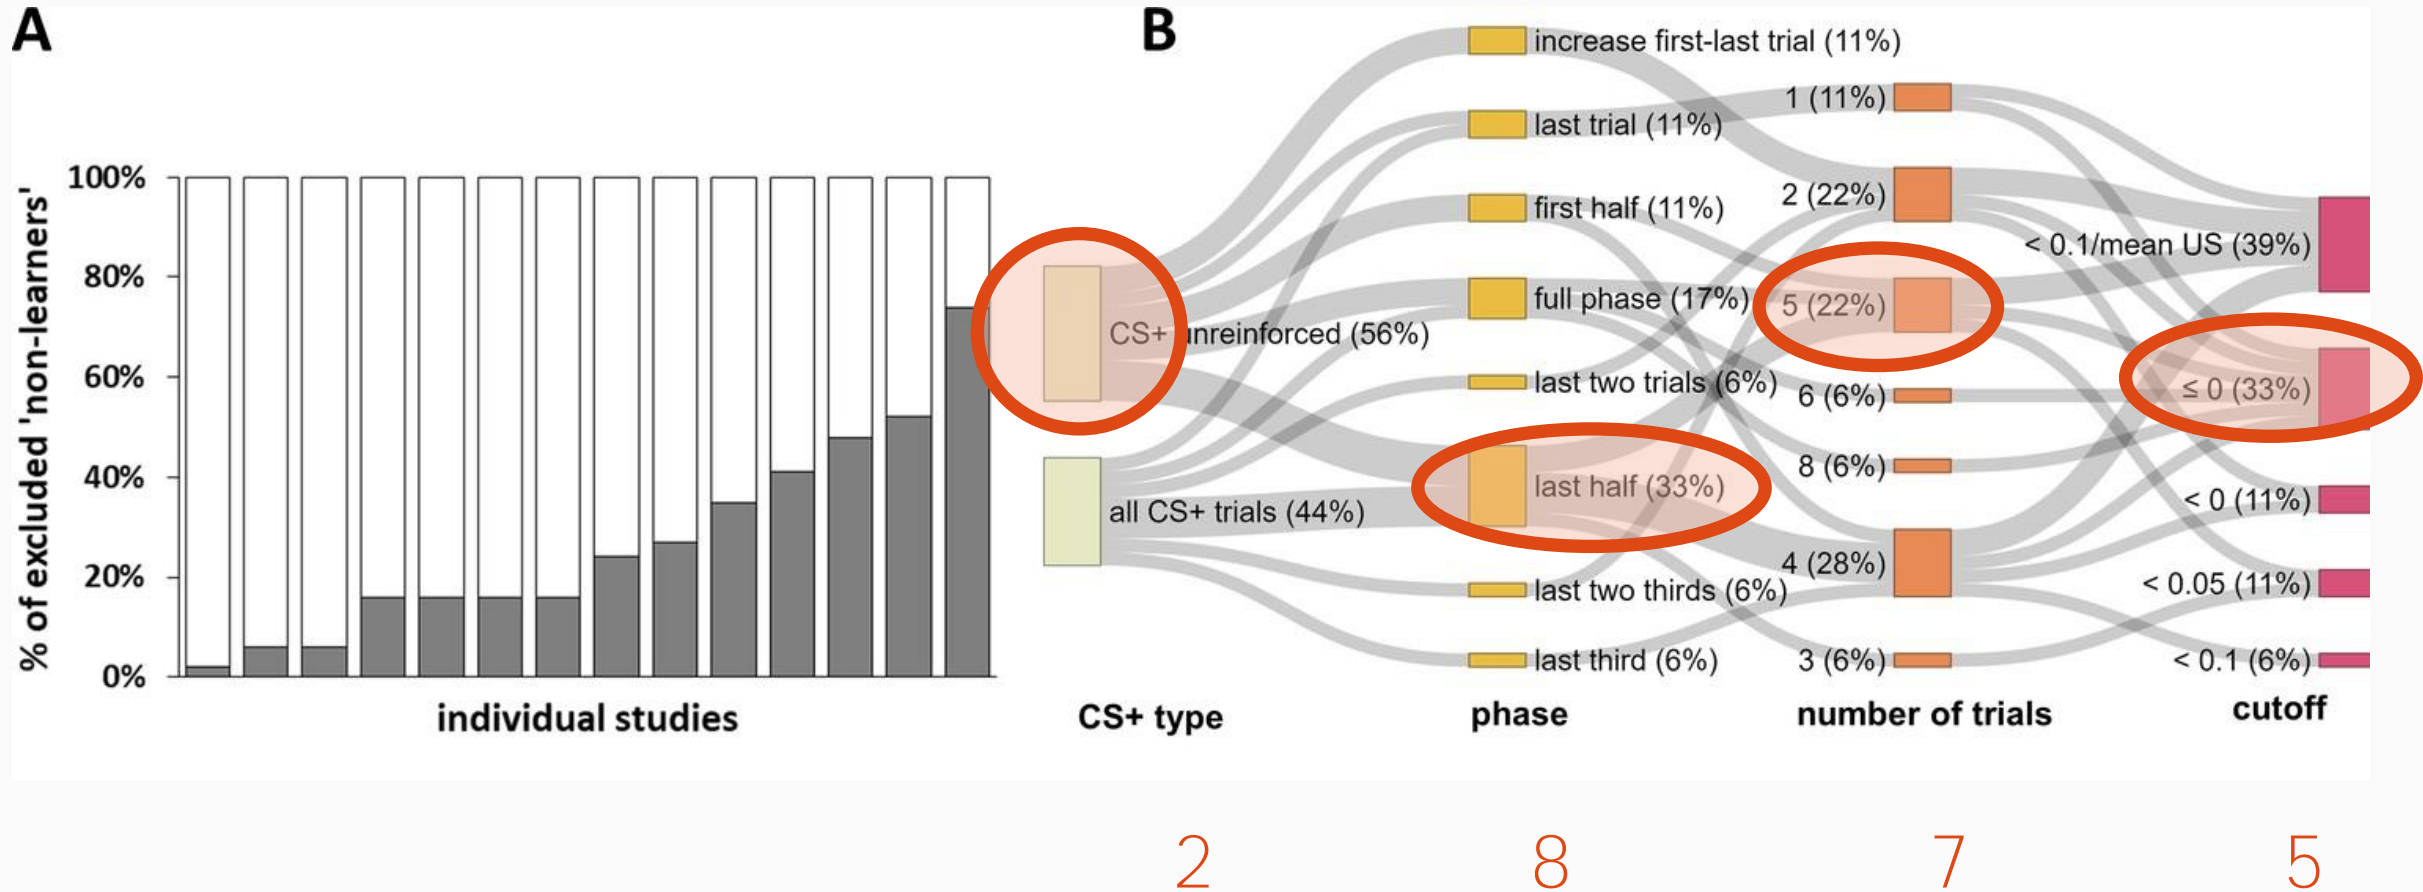 A
100%
80%
60%
40%
20%
0%
% of excluded 'non-learners'
individual studies
B
CS+ unreinforced (56%)
all CS+ trials (44%)
CS+ type
increase first-last trial (11%)
last trial (11%)
first half (11%)
full phase (17%)
last two trials (6%)
last half (33%)
last two thirds (6%)
last third (6%)
phase
1 (11%)
2 (22%)
5 (22%)
6 (6%)
8 (6%)
4 (28%)
3 (6%)
number of trials
< 0.1/mean US (39%)
≤ 0 (33%)
< 0 (11%)
< 0.05 (11%)
< 0.1 (6%)
cutoff
2
8
7
5